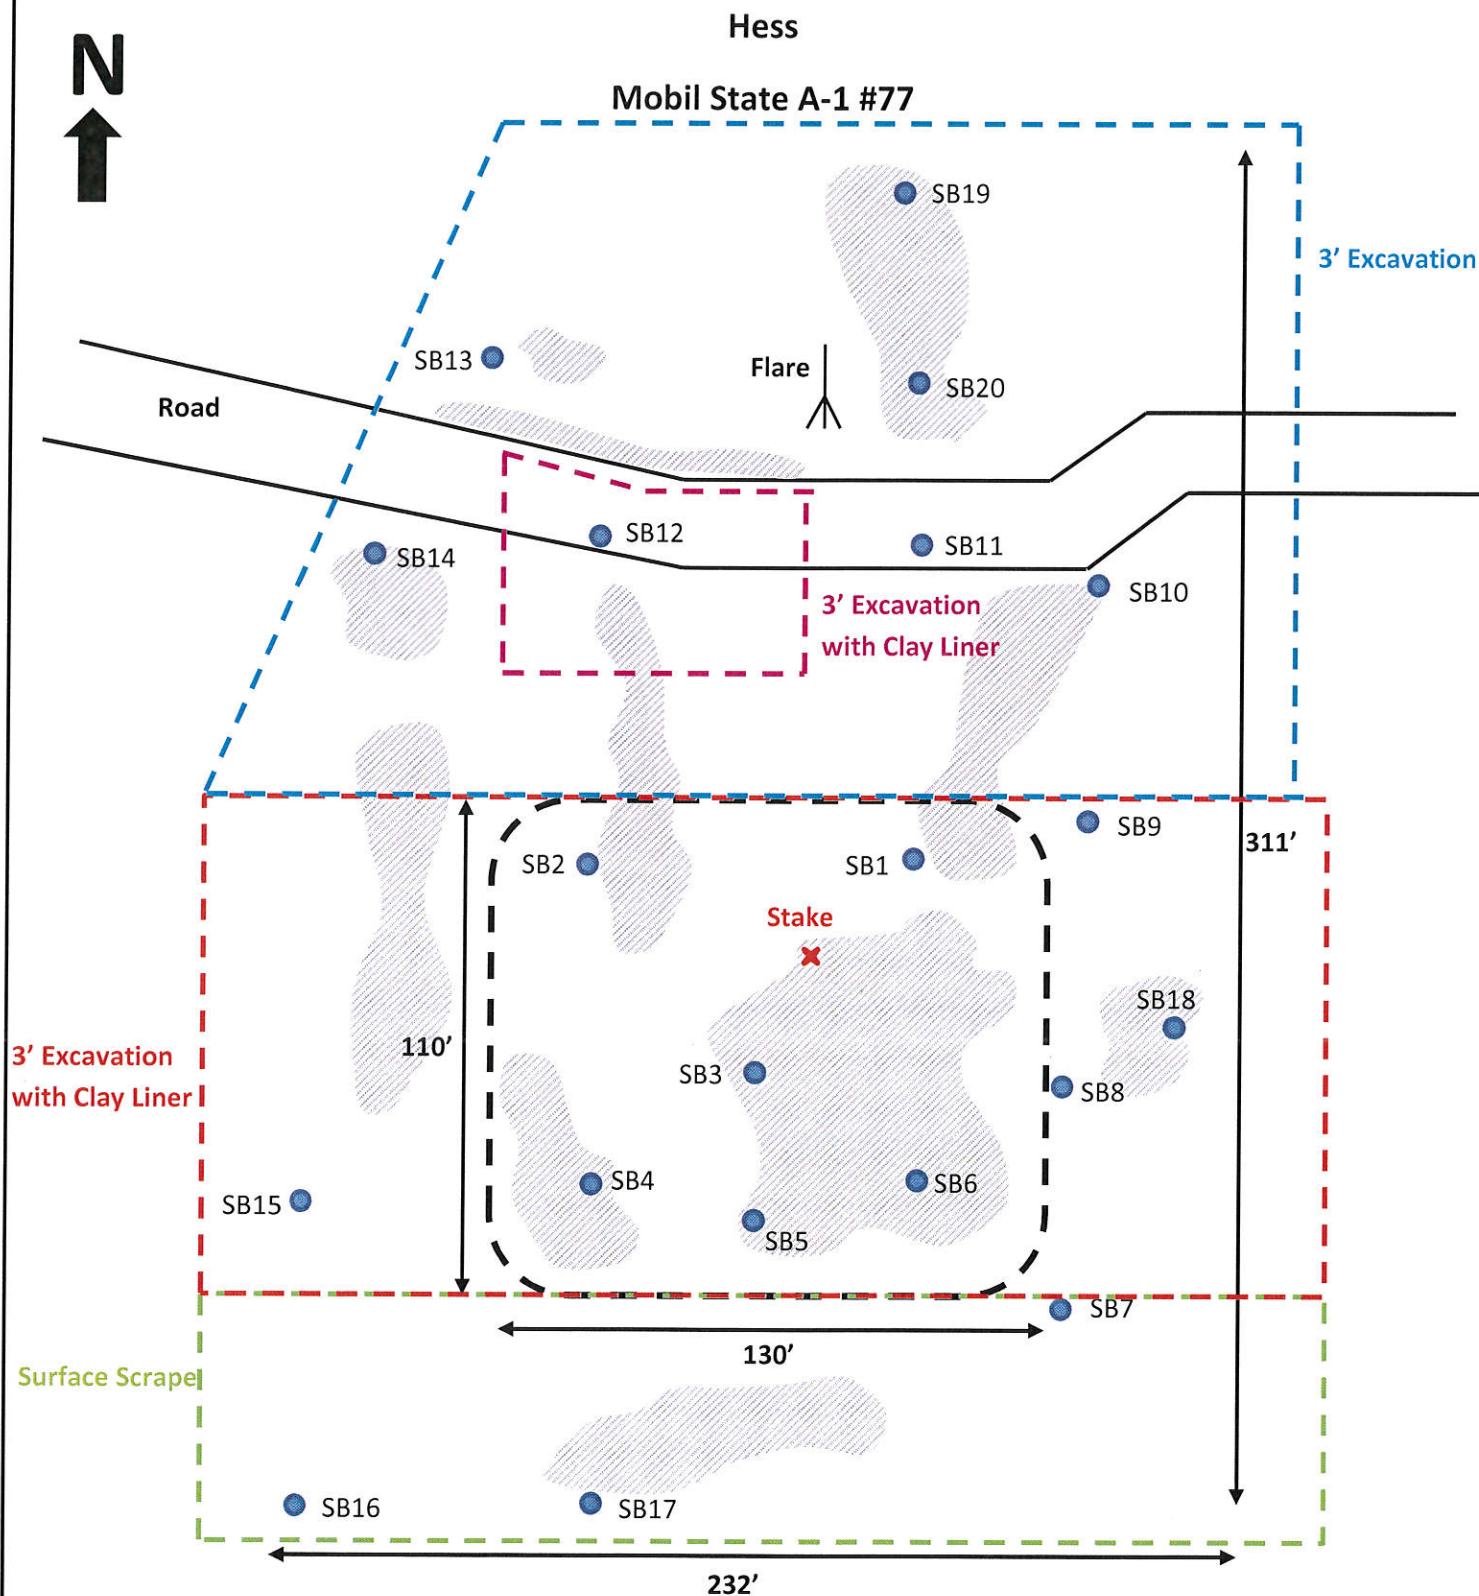 Hess
N
Mobil State A-1 #77
SB19
3’ Excavation
SB13
Flare
SB20
Road
SB12
SB11
SB14
SB10
3’ Excavation
with Clay Liner
SB9
311’
SB2
SB1
Stake
SB18
3’ Excavation
with Clay Liner
110’
SB3
SB8
SB4
SB6
SB15
SB5
SB7
130’
Surface Scrape
SB16
SB17
232’